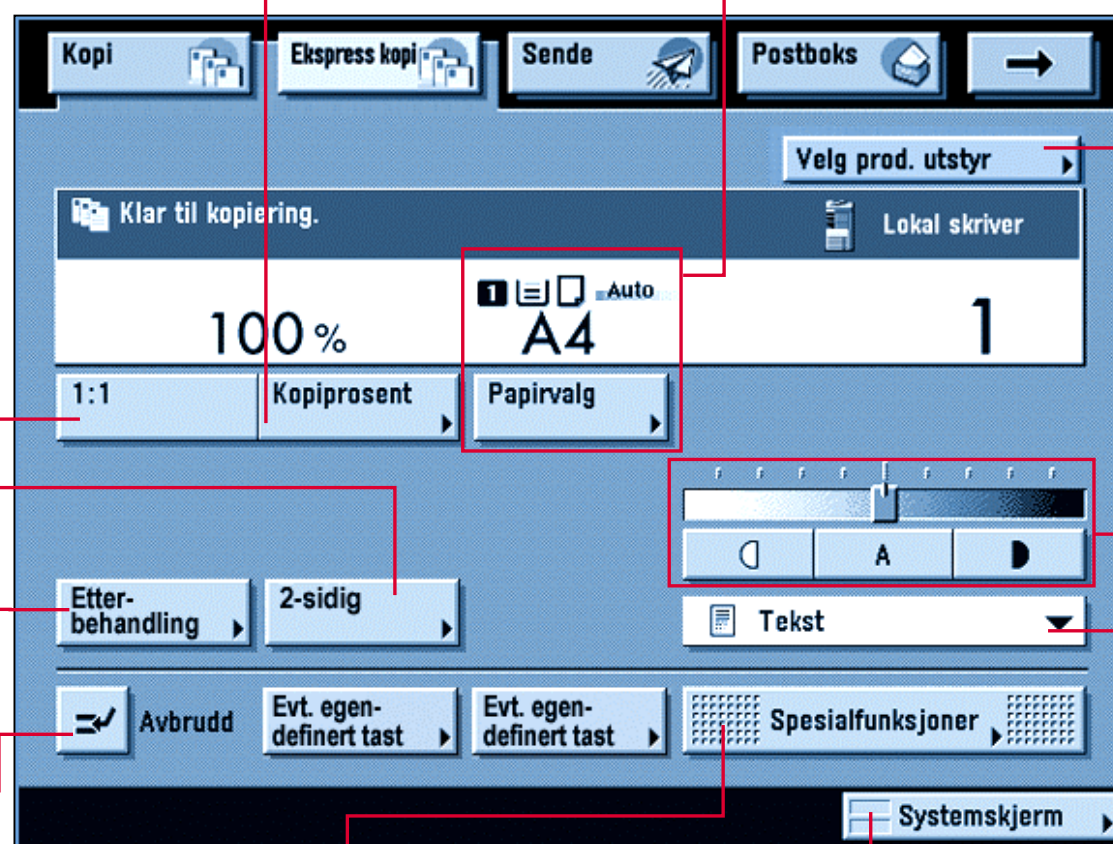 Kopi
Ekspress kopi
Sende
Postboks
Velg prod. utstyr
Klar til kopiering.
Lokal skriver
100 %
1
Auto
A4
1
1:1
Kopiprosent
Papirvalg
A
Etter-
behandling
2-sidig
Tekst
Avbrudd
Evt. egen-
definert tast
Evt. egen-
definert tast
Spesialfunksjoner
Systemskjerm